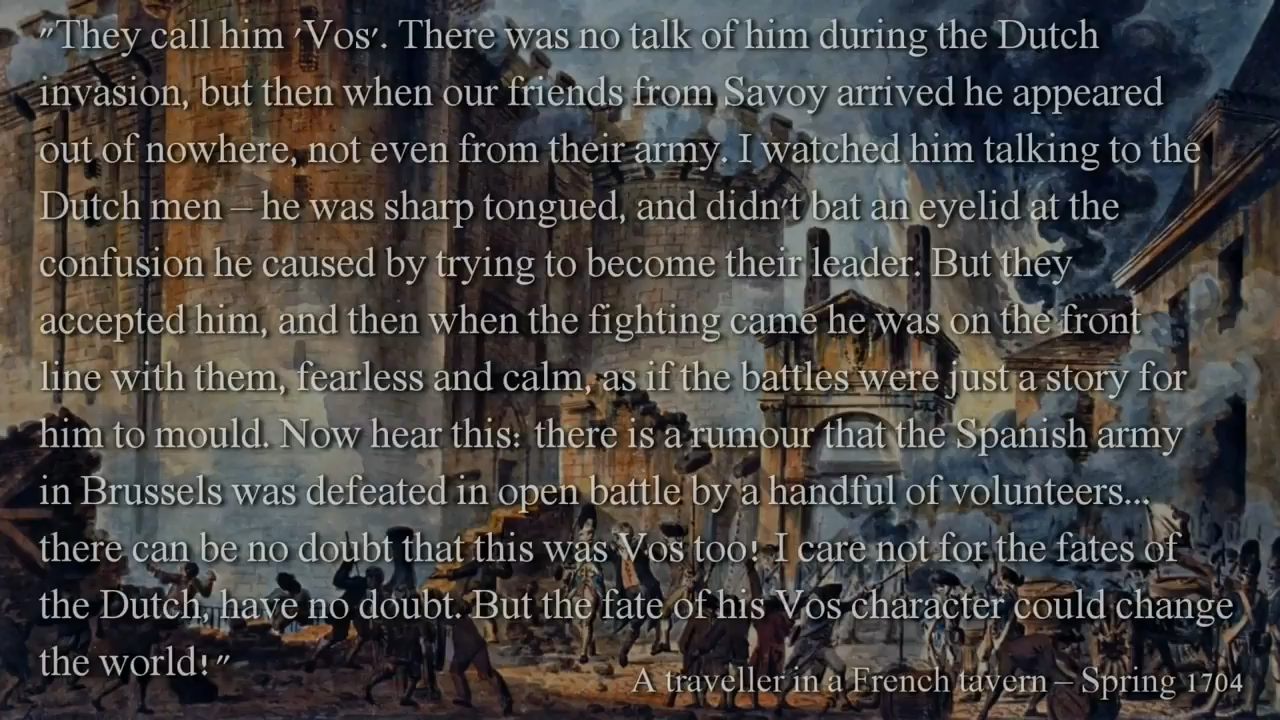 "They call him 'Vos'. There was no talk of him during the Dutch
invasion, but then when our friends from Savoy arrived he appeared
out of nowhere, not even from their army. I watched him talking to the
Dutch men – he was sharp tongued, and didn't bat an eyelid at the
confusion he caused by trying to become their leader. But they
accepted him, and then when the fighting came he was on the front
line with them, fearless and calm, as if the battles were just a story for
him to mould. Now hear this: there is a rumour that the Spanish army
in Brussels was defeated in open battle by a handful of volunteers...
there can be no doubt that this was Vos too! I care not for the fates of
the Dutch, have no doubt. But the fate of his Vos character could change
the world!"
A traveller in a French tavern – Spring 1704